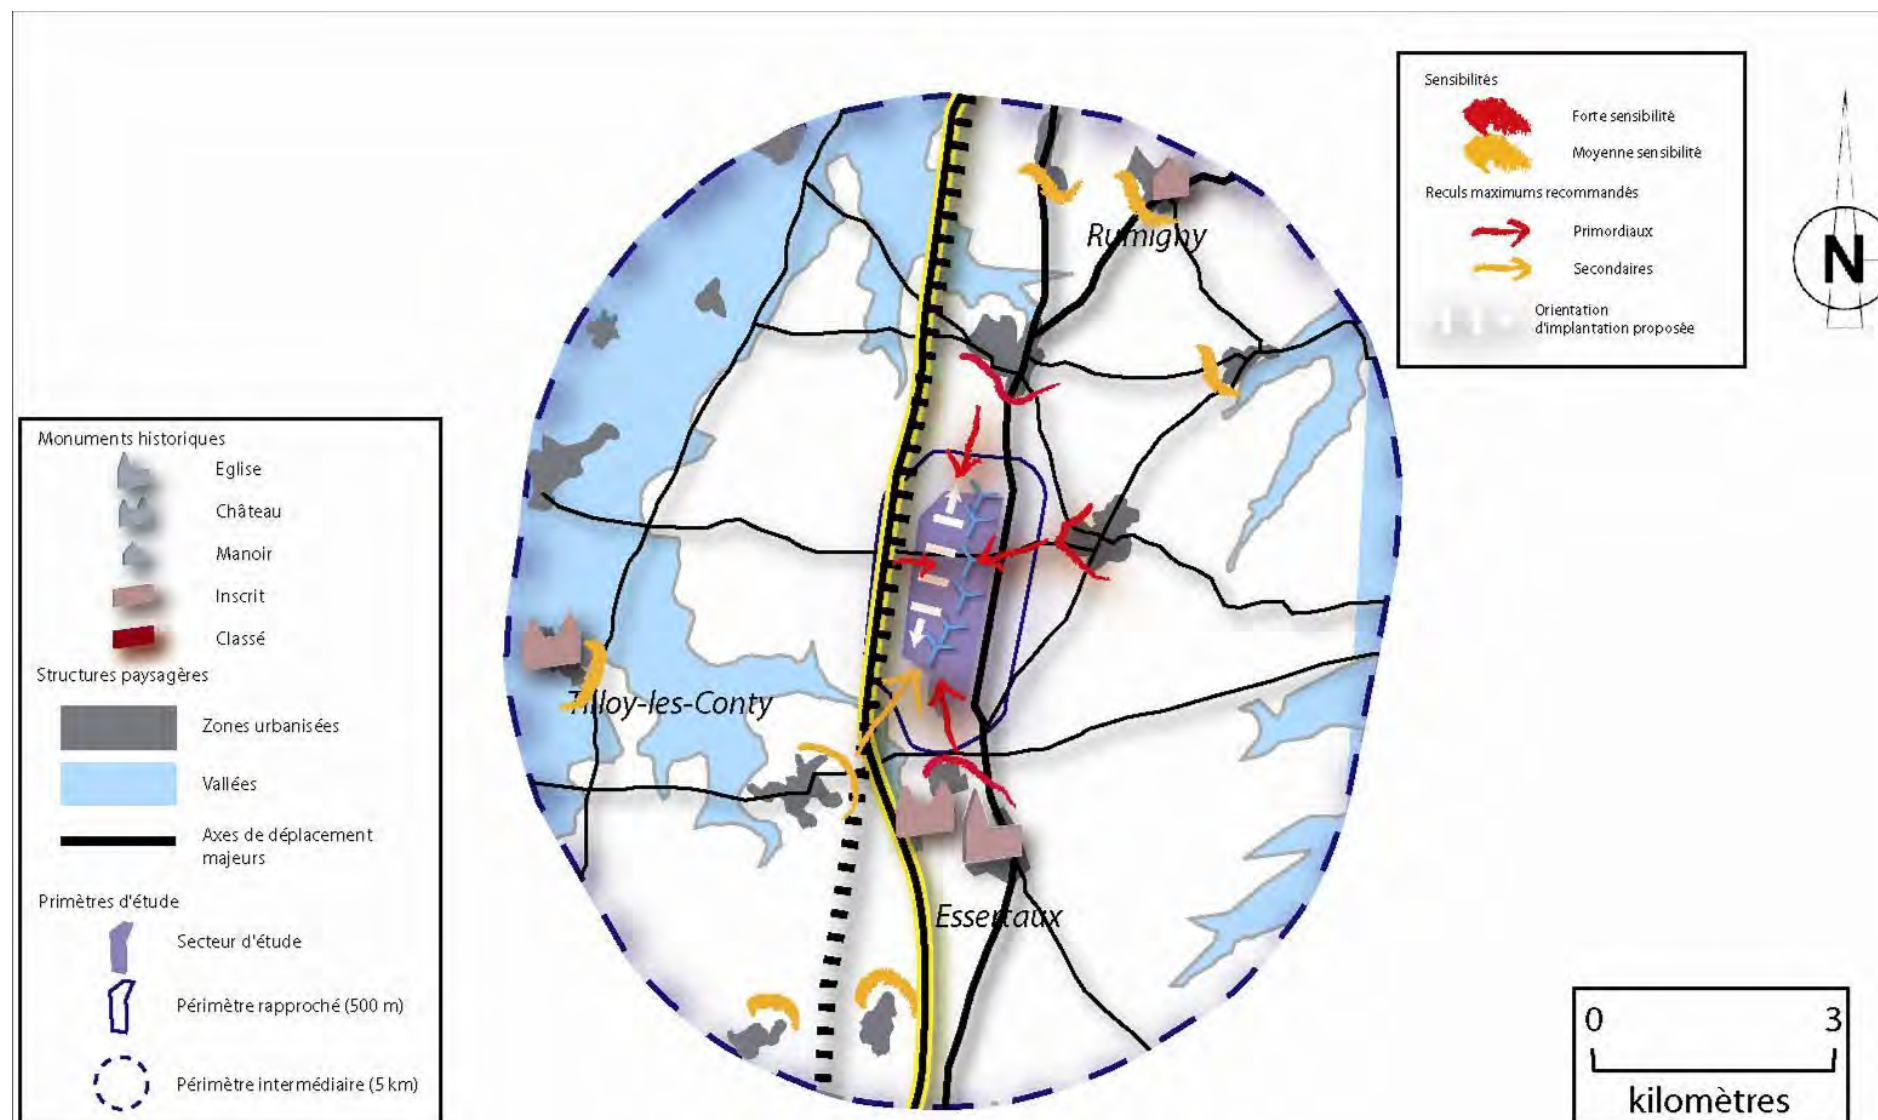 Sensibilités
Forte sensibilité
Moyenne sensibilité
Reculs maximums recommandés
Primordiaux
Secondaires
Orientation
d'implantation proposée
N
Rumigny
Tilloy-les-Conty
Essertaux
Monuments historiques
Eglise
Château
Manoir
Inscrit
Classé
Structures paysagères
Zones urbanisées
Vallées
Axes de déplacement
majeurs
Primètres d'étude
Secteur d'étude
Périmètre rapproché (500 m)
Périmètre intermédiaire (5 km)
0 3
kilomètres